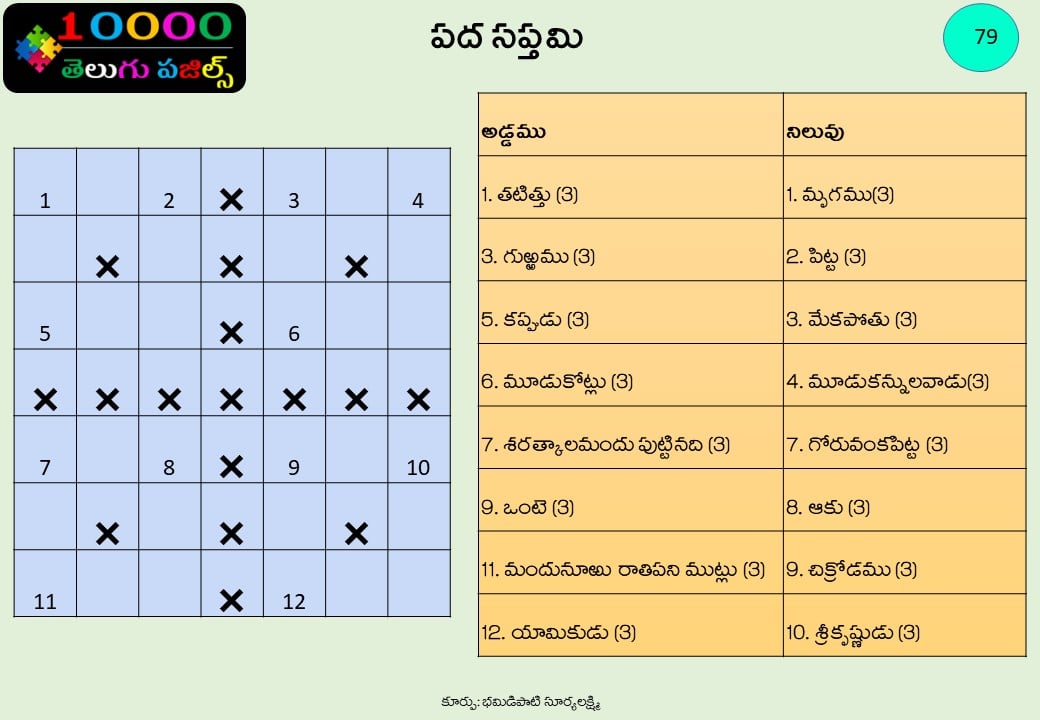 10000
తెలుగు పజిల్స్
పద సప్తమి
79
అడ్డము నిలువు
1. తటిత్తు (3) 1. మృగము(3)
3. గుఱ్ఱము (3) 2. పిట్ట (3)
5. కప్పడు (3) 3. మేకపోతు (3)
6. మూడుకోట్లు (3) 4. మూడుకన్నులవాడు(3)
7. శరత్కాలమందు పుట్టినది (3) 7. గోరువంకపిట్ట (3)
9. ఒంటె (3) 8. ఆకు (3)
11. మందునూఱు రాతిపని ముట్లు (3) 9. చిక్రోడము (3)
12. యామికుడు (3) 10. శ్రీకృష్ణుడు (3)
1 2 × 3 4
× × ×
5 × 6
× × × × × × ×
7 8 × 9 10
× × ×
11 × 12
కూర్పు: భమిడిపాటి సూర్యలక్ష్మి